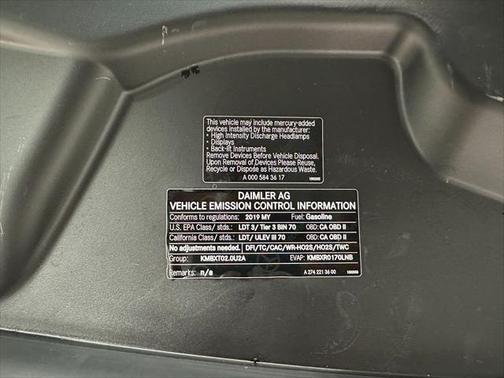 This vehicle may include mercury-added
devices installed by the manufacturer:
- High Intensity Discharge Headlamps
- Displays
- Back-lit Instruments
Remove Devices Before Vehicle Disposal.
Upon Removal of Devices Please Reuse,
Recycle or Dispose as Hazardous Waste.
A 000 584 36 17
DAIMLER AG
VEHICLE EMISSION CONTROL INFORMATION
Conforms to regulations: 2019 MY Fuel: Gasoline
U.S. EPA Class/ stds.: LDT 3/ Tier 3 BIN 70 OBD: CA OBD II
California Class/ stds.: LDT/ ULEV III 70 OBD: CA OBD II
No adjustments needed. DFI/TC/CAC/WR-HO2S/HO2S/TWC
Group: KMBXT02.0U2A EVAP: KMBXR0170LNB
Remarks: n/a A 274 221 36 00